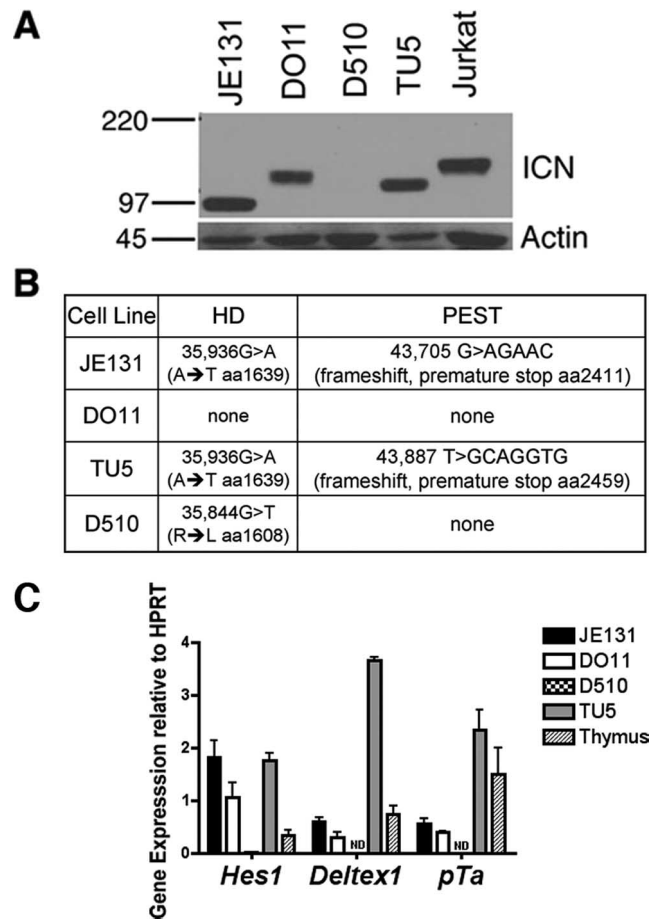 A
JE131 DO11 D510 TU5 Jurkat
220
97 ICN
45 Actin
B
Cell Line HD PEST
JE131 35,936G>A (A➔T aa1639) 43,705 G>AGAAC (frameshift, premature stop aa2411)
DO11 none none
TU5 35,936G>A (A➔T aa1639) 43,887 T>GCAGGTG (frameshift, premature stop aa2459)
D510 35,844G>T (R➔L aa1608) none
C
Gene Expresssion relative to HPRT
4
3
2
1
0
ND ND
Hes1 Deltex1 pTa
JE131
DO11
D510
TU5
Thymus